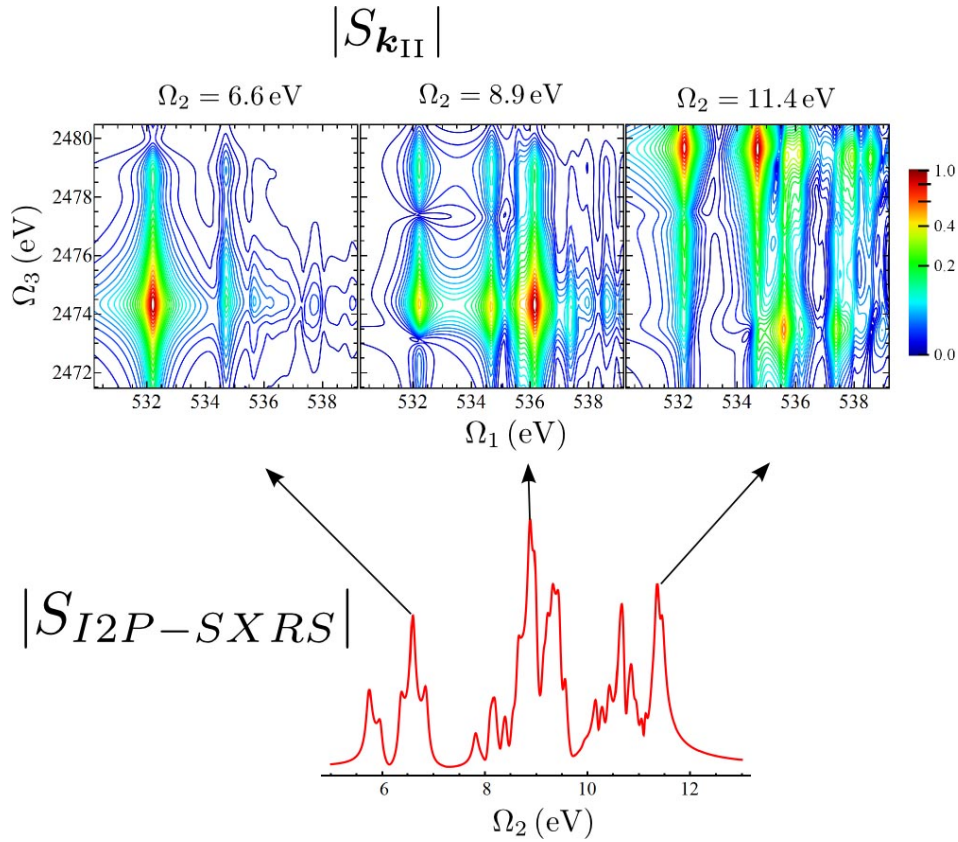 |S_{k_{II}}|
Ω₂ = 6.6 eV
Ω₂ = 8.9 eV
Ω₂ = 11.4 eV
2480
2478
2476
2474
2472
Ω₃ (eV)
532 534 536 538
532 534 536 538
532 534 536 538
Ω₁ (eV)
1.0
0.4
0.2
0.0
|S_{I2P−SXRS}|
6 8 10 12
Ω₂ (eV)